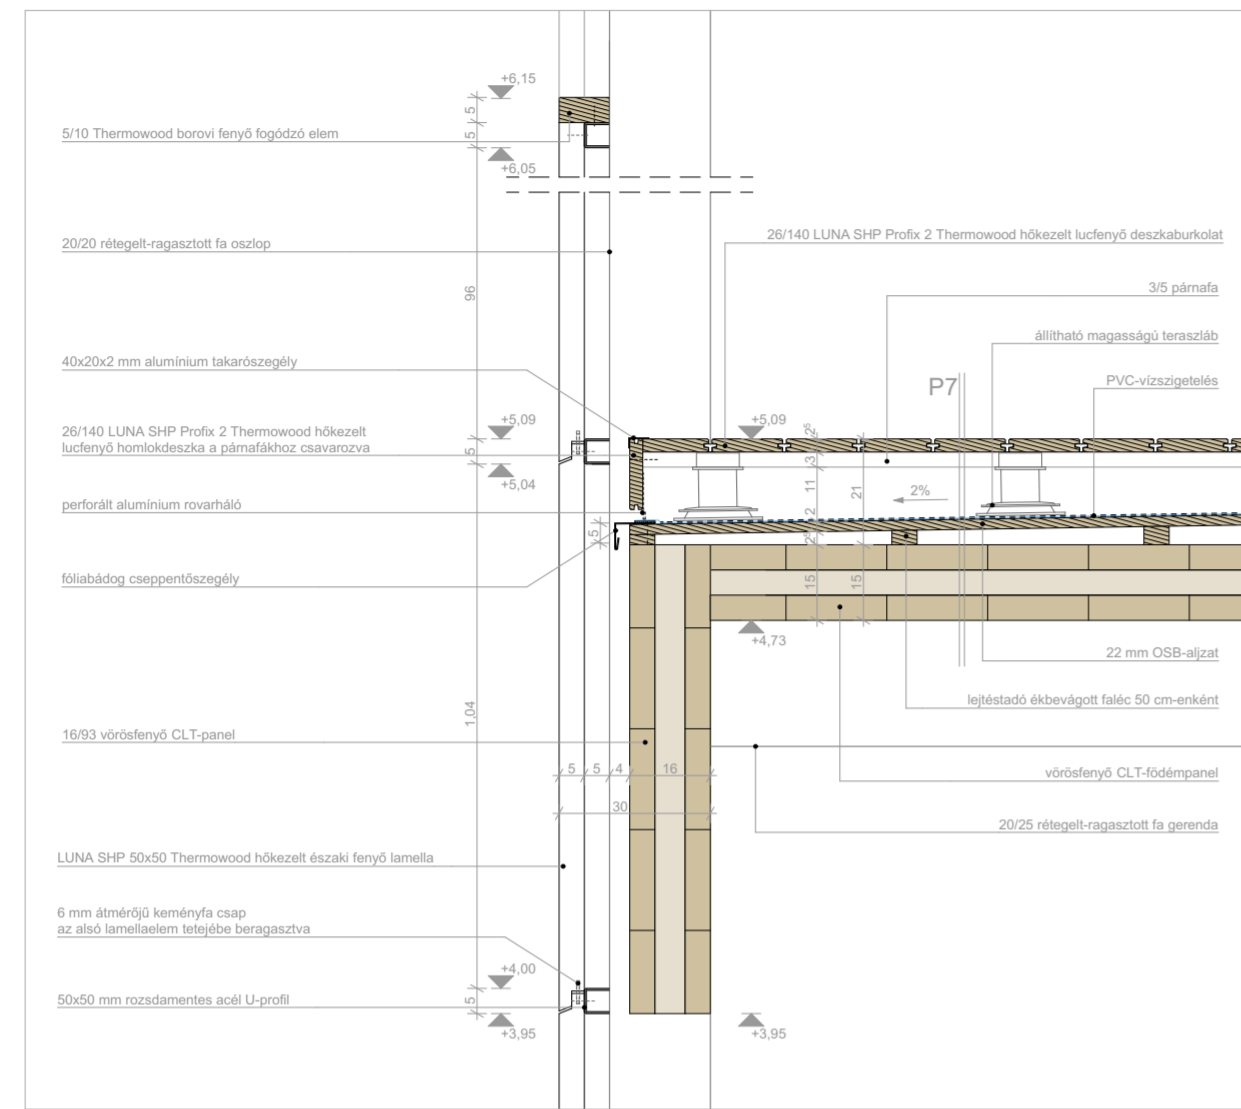 +6,15
5
5/10 Thermowood borovi fenyő fogódzó elem
5
+6,05
20/20 rétegelt-ragasztott fa oszlop
26/140 LUNA SHP Profix 2 Thermowood hőkezelt lucfenyő deszkaburkolat
96
3/5 párnafa
állítható magasságú teraszláb
40x20x2 mm alumínium takarószegély
P7
PVC-vízszigetelés
+5,09
+5,09
2⁵
26/140 LUNA SHP Profix 2 Thermowood hőkezelt
lucfenyő homlokdeszka a párnafákhoz csavarozva
5
3
+5,04
11
21
2%
perforált alumínium rovarháló
2
5
2⁵
fóliabádog cseppentőszegély
15
15
+4,73
22 mm OSB-aljzat
lejtéstadó ékbevágott faléc 50 cm-enként
1,04
16/93 vörösfenyő CLT-panel
5
5
4
16
vörösfenyő CLT-födémpanel
30
20/25 rétegelt-ragasztott fa gerenda
LUNA SHP 50x50 Thermowood hőkezelt északi fenyő lamella
6 mm átmérőjű keményfa csap
az alsó lamellaelem tetejébe beragasztva
+4,00
50x50 mm rozsdamentes acél U-profil
5
+3,95
+3,95